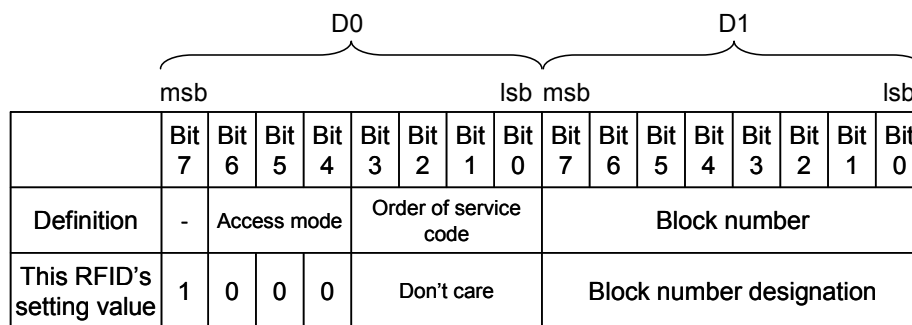 D0 D1
msb lsb msb lsb
Bit 7 Bit 6 Bit 5 Bit 4 Bit 3 Bit 2 Bit 1 Bit 0 Bit 7 Bit 6 Bit 5 Bit 4 Bit 3 Bit 2 Bit 1 Bit 0
Definition - Access mode Order of service code Block number
This RFID's setting value 1 0 0 0 Don't care Block number designation